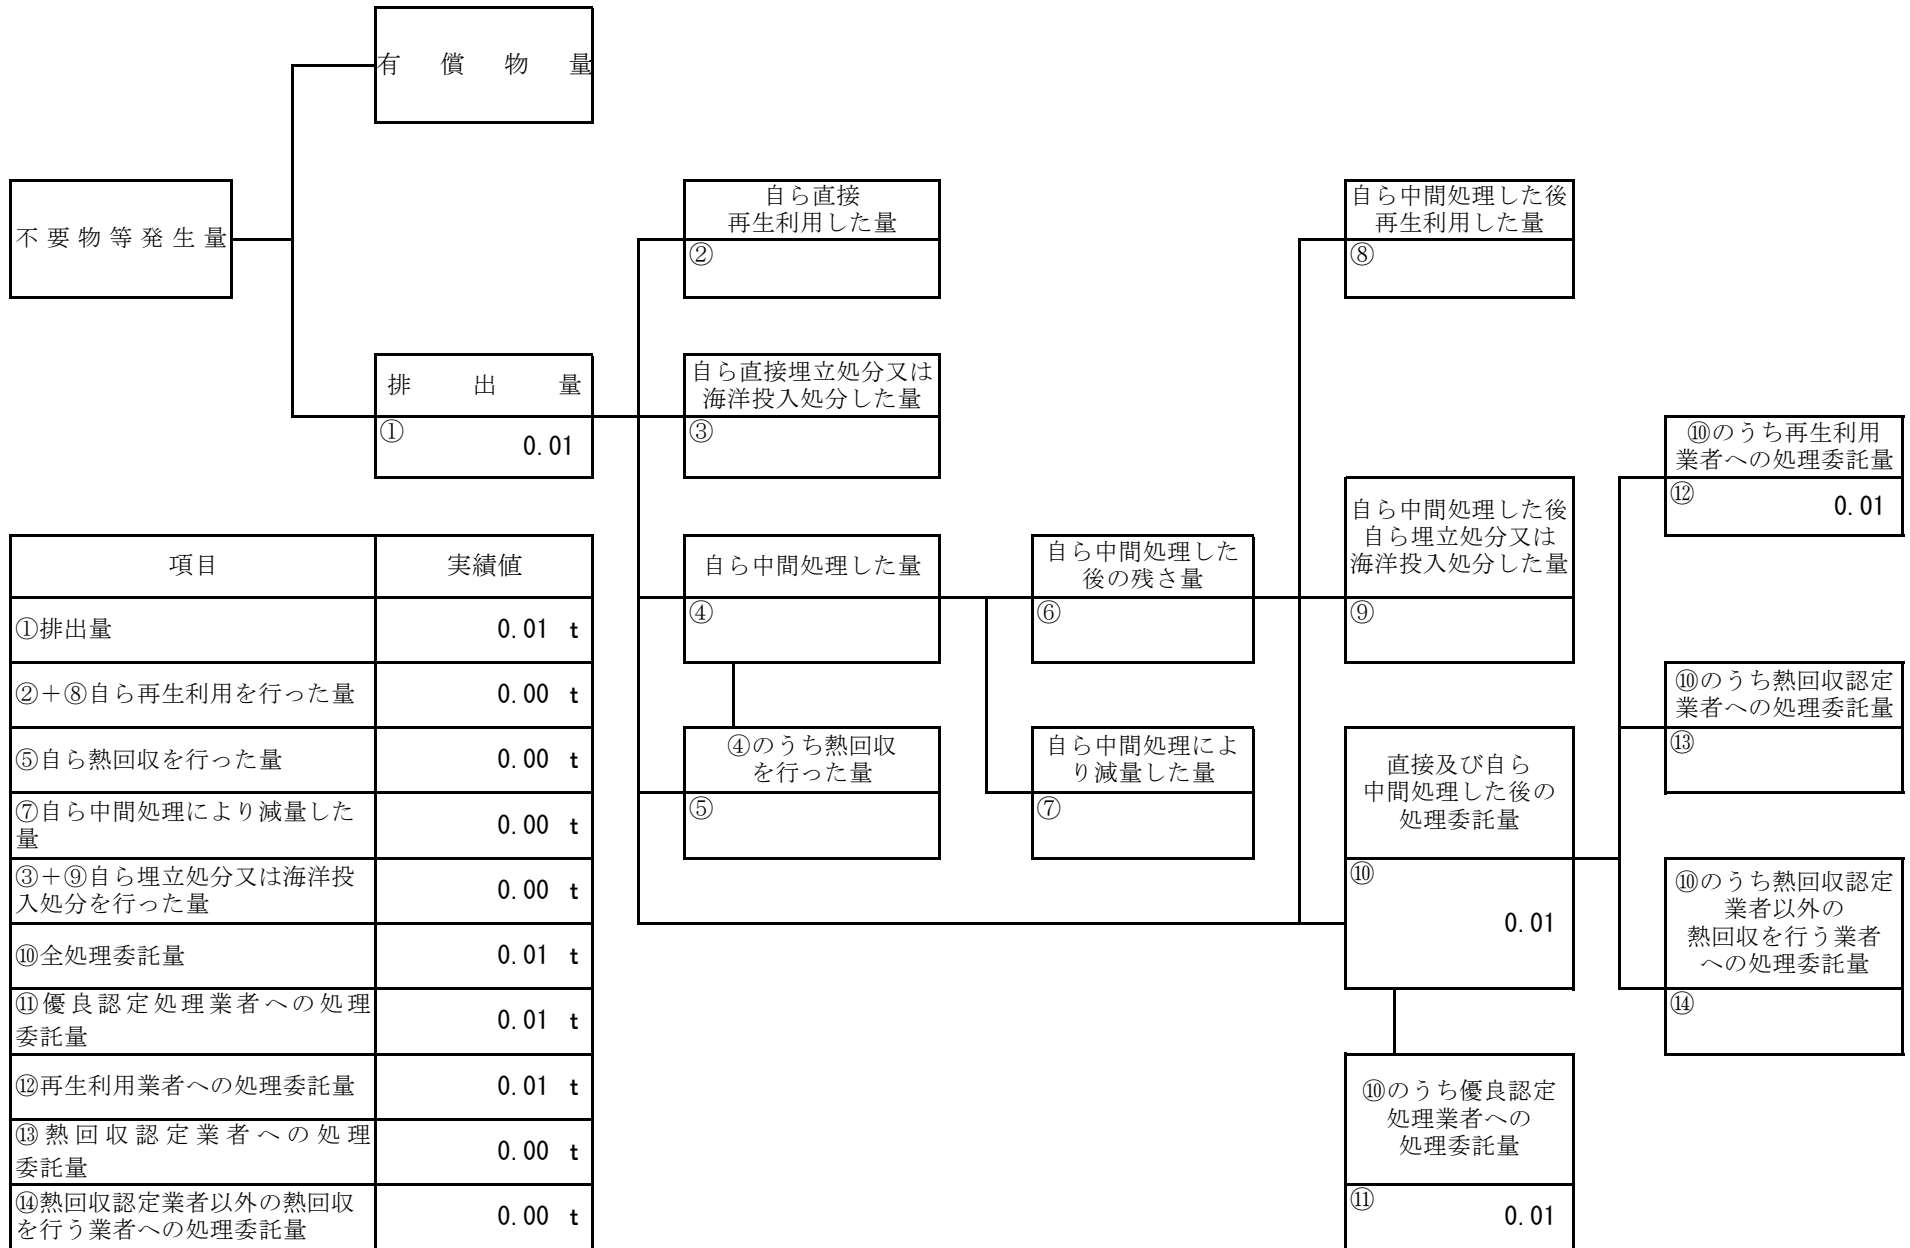 有償物量
不要物等発生量
排出量
①
0.01
自ら直接
再生利用した量
②
自ら直接埋立処分又は
海洋投入処分した量
③
自ら中間処理した量
④
④のうち熱回収
を行った量
⑤
自ら中間処理した
後の残さ量
⑥
自ら中間処理によ
り減量した量
⑦
自ら中間処理した後
再生利用した量
⑧
自ら中間処理した後
自ら埋立処分又は
海洋投入処分した量
⑨
直接及び自ら
中間処理した後の
処理委託量
⑩
0.01
⑩のうち優良認定
処理業者への
処理委託量
⑪
0.01
⑩のうち再生利用
業者への処理委託量
⑫
0.01
⑩のうち熱回収認定
業者への処理委託量
⑬
⑩のうち熱回収認定
業者以外の
熱回収を行う業者
への処理委託量
⑭
項目 実績値
①排出量 0.01 t
②+⑧自ら再生利用を行った量 0.00 t
⑤自ら熱回収を行った量 0.00 t
⑦自ら中間処理により減量した
量 0.00 t
③+⑨自ら埋立処分又は海洋投
入処分を行った量 0.00 t
⑩全処理委託量 0.01 t
⑪優良認定処理業者への処理
委託量 0.01 t
⑫再生利用業者への処理委託量 0.01 t
⑬熱回収認定業者への処理
委託量 0.00 t
⑭熱回収認定業者以外の熱回収
を行う業者への処理委託量 0.00 t